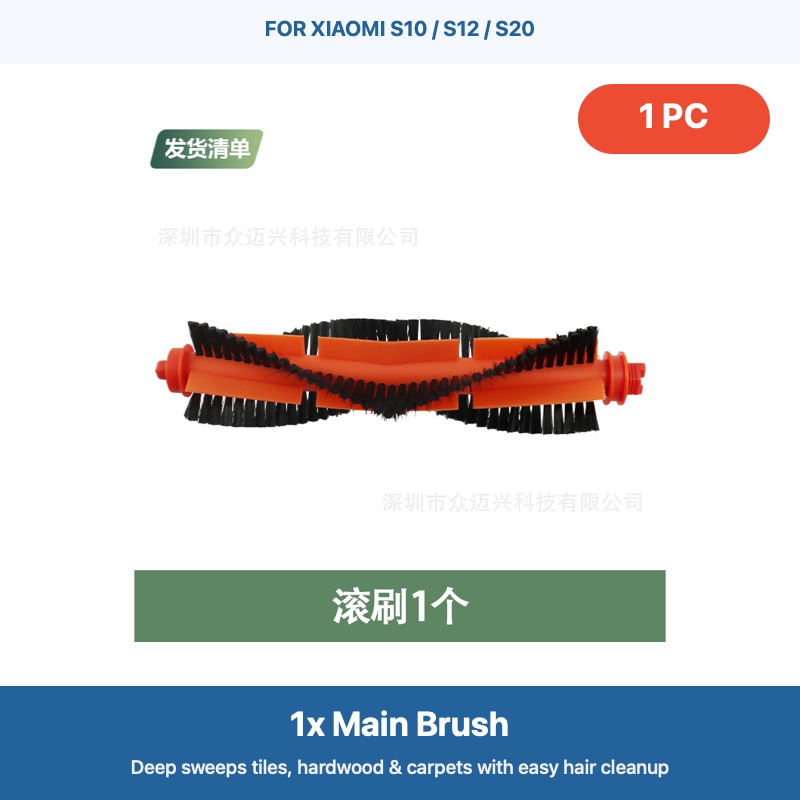 FOR XIAOMI S10 / S12 / S20
1 PC
发货清单
深圳市众迈兴科技有限公司
深圳市众迈兴科技有限公司
滚刷1个
1x Main Brush
Deep sweeps tiles, hardwood & carpets with easy hair cleanup